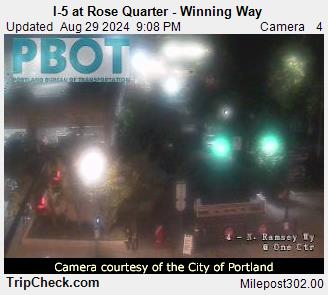 I-5 at Rose Quarter - Winning Way
Updated Aug 29 2024 9:08 PM Camera 4
PBOT
PORTLAND BUREAU OF TRANSPORTATION
4 - N. Ramsey Wy
@ One Ctr
Camera courtesy of the City of Portland
TripCheck.com Milepost302.00